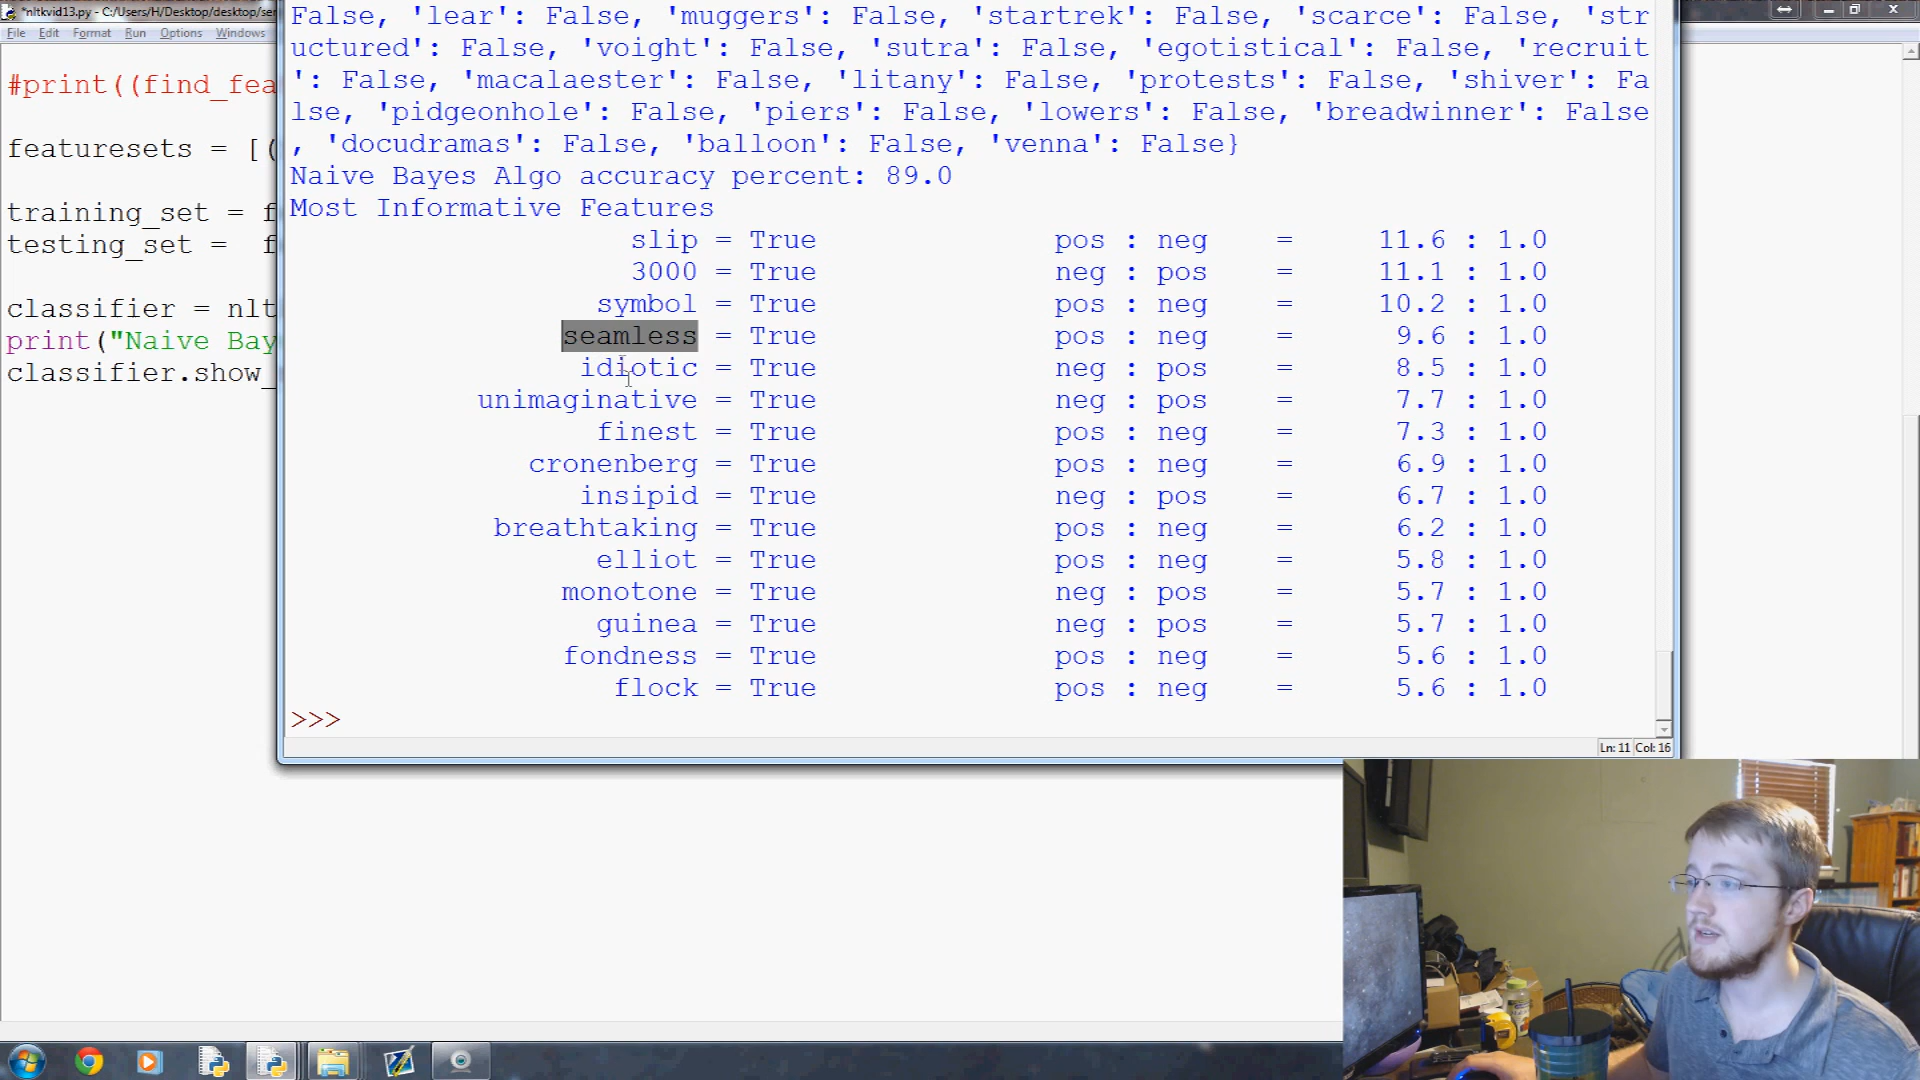 *nltkvid13.py - C:/Users/H/Desktop/desktop/ser
File Edit Format Run Options Windows
#print((find_fea
featuresets = [(
training_set = f
testing_set =  f
classifier = nlt
print("Naive Bay
classifier.show_
False, 'lear': False, 'muggers': False, 'startrek': False, 'scarce': False, 'str
uctured': False, 'voight': False, 'sutra': False, 'egotistical': False, 'recruit
': False, 'macalaester': False, 'litany': False, 'protests': False, 'shiver': Fa
lse, 'pidgeonhole': False, 'piers': False, 'lowers': False, 'breadwinner': False
, 'docudramas': False, 'balloon': False, 'venna': False}
Naive Bayes Algo accuracy percent: 89.0
Most Informative Features
slip = True pos : neg = 11.6 : 1.0
3000 = True neg : pos = 11.1 : 1.0
symbol = True pos : neg = 10.2 : 1.0
seamless = True pos : neg = 9.6 : 1.0
idiotic = True neg : pos = 8.5 : 1.0
unimaginative = True neg : pos = 7.7 : 1.0
finest = True pos : neg = 7.3 : 1.0
cronenberg = True pos : neg = 6.9 : 1.0
insipid = True neg : pos = 6.7 : 1.0
breathtaking = True pos : neg = 6.2 : 1.0
elliot = True pos : neg = 5.8 : 1.0
monotone = True neg : pos = 5.7 : 1.0
guinea = True neg : pos = 5.7 : 1.0
fondness = True pos : neg = 5.6 : 1.0
flock = True pos : neg = 5.6 : 1.0
>>>
Ln: 11 Col: 16